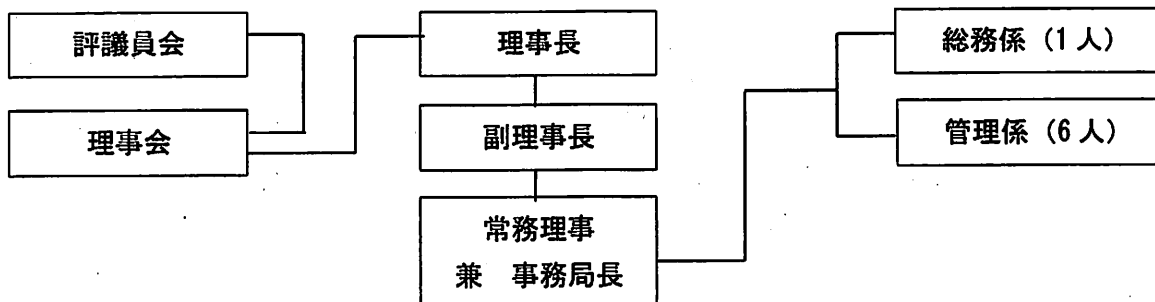 評議員会
理事会
理事長
副理事長
常務理事
兼　事務局長
総務係（1人）
管理係（6人）